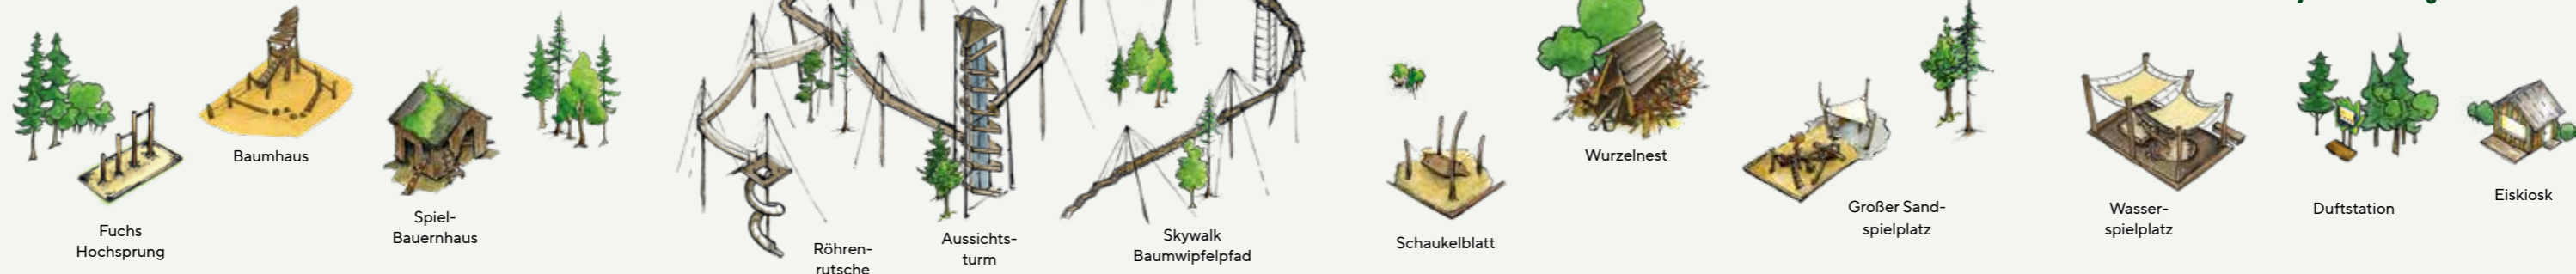 Baumhaus
Wurzelnest
Eiskiosk
Fuchs
Hochsprung
Spiel-
Bauernhaus
Röhren-
rutsche
Aussichts-
turm
Skywalk
Baumwipfelpfad
Schaukelblatt
Großer Sand-
spielplatz
Wasser-
spielplatz
Duftstation